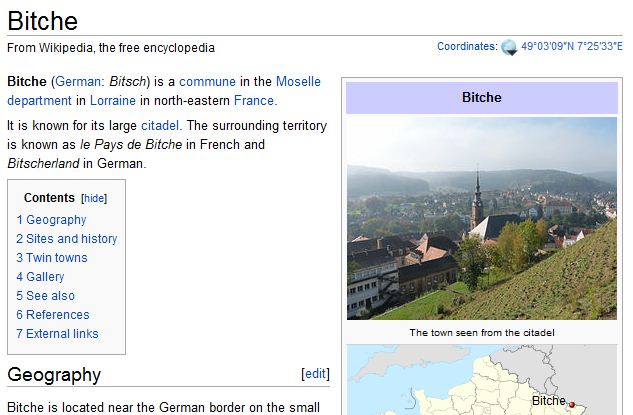 Bitche
From Wikipedia, the free encyclopedia
Coordinates: 49°03′09″N 7°25′33″E
Bitche (German: Bitsch) is a commune in the Moselle
department in Lorraine in north-eastern France.
It is known for its large citadel. The surrounding territory
is known as le Pays de Bitche in French and
Bitscherland in German.
Contents [hide]
1 Geography
2 Sites and history
3 Twin towns
4 Gallery
5 See also
6 References
7 External links
Geography [edit]
Bitche is located near the German border on the small
Bitche
The town seen from the citadel
Bitche